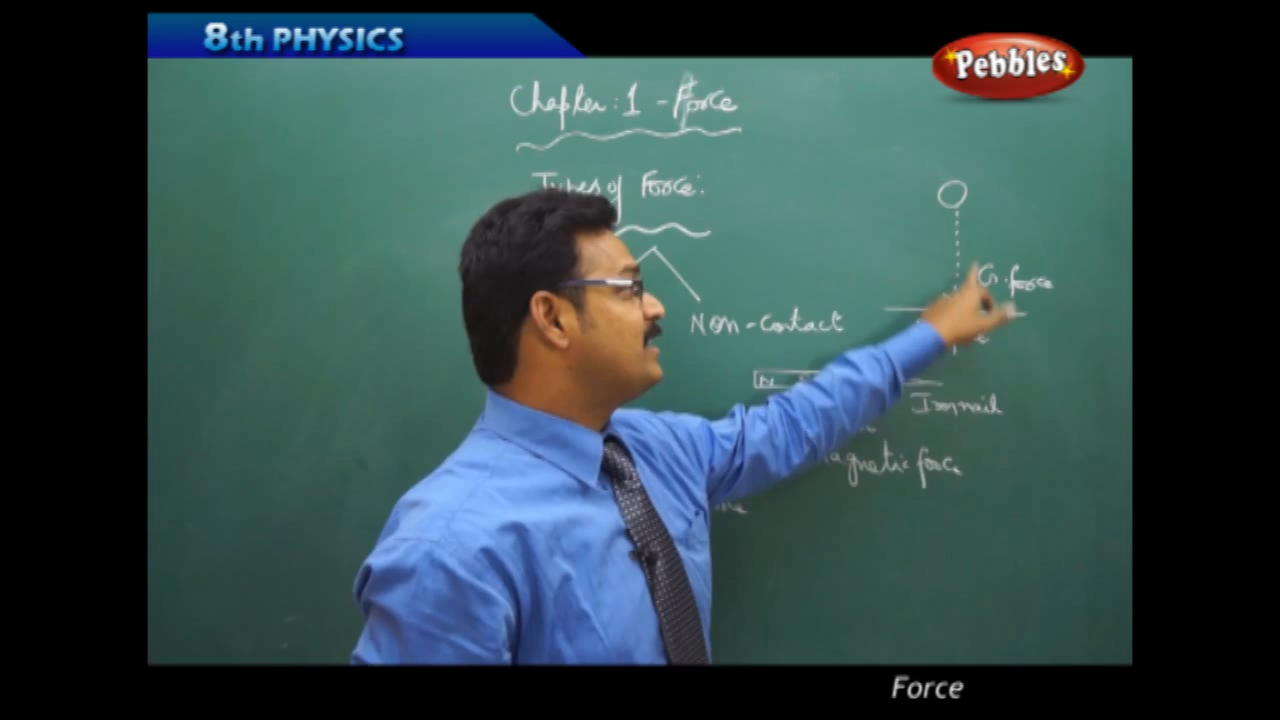 8th PHYSICS
Pebbles
Chapter : 1 - Force
Types of Force :
G. force
Non-Contact
N
Iron nail
magnetic force
Force